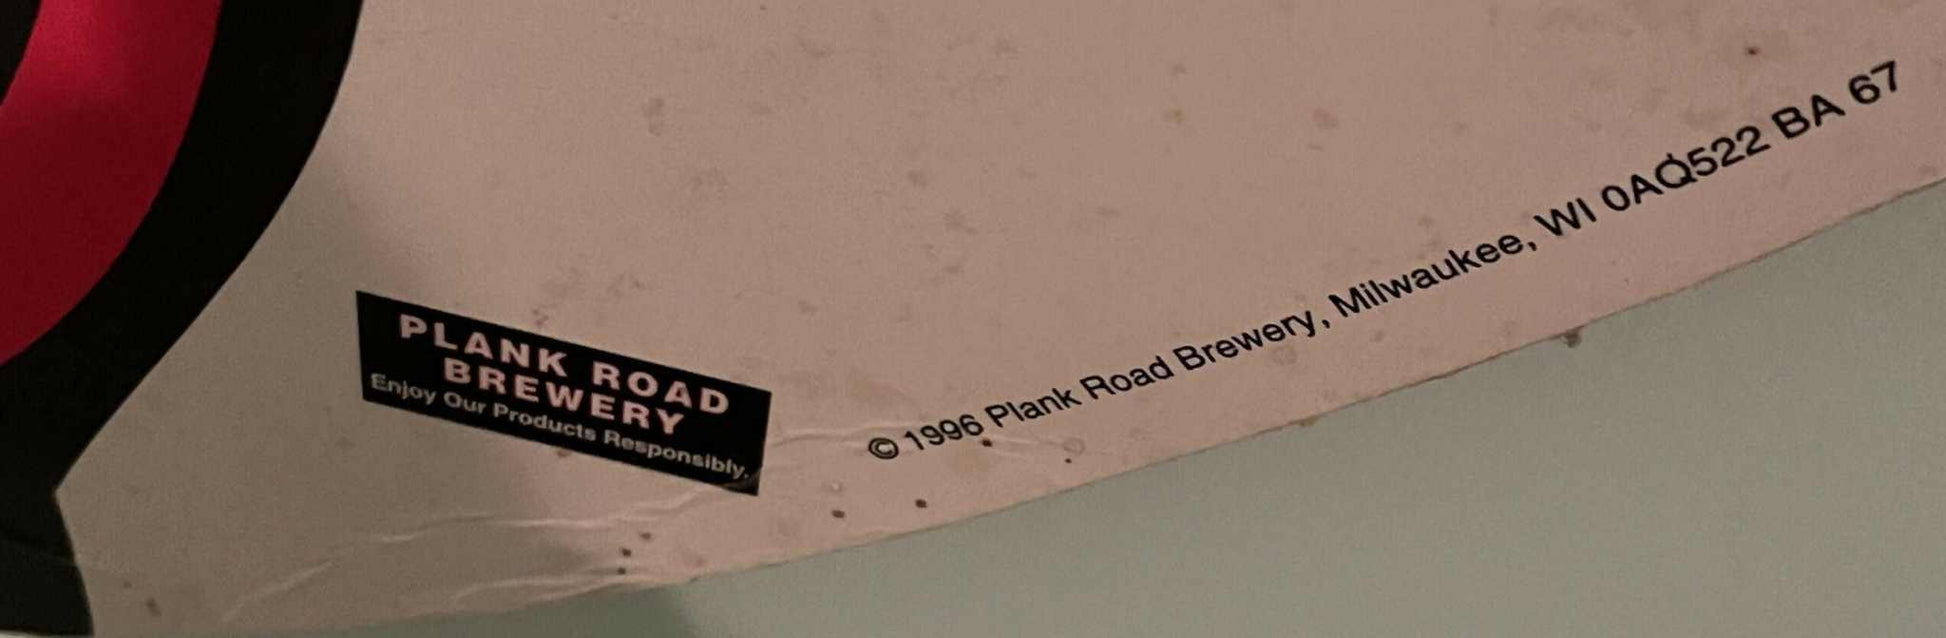 PLANK ROAD
BREWERY
Enjoy Our Products Responsibly.
© 1996 Plank Road Brewery, Milwaukee, WI 0AQ522 BA 67